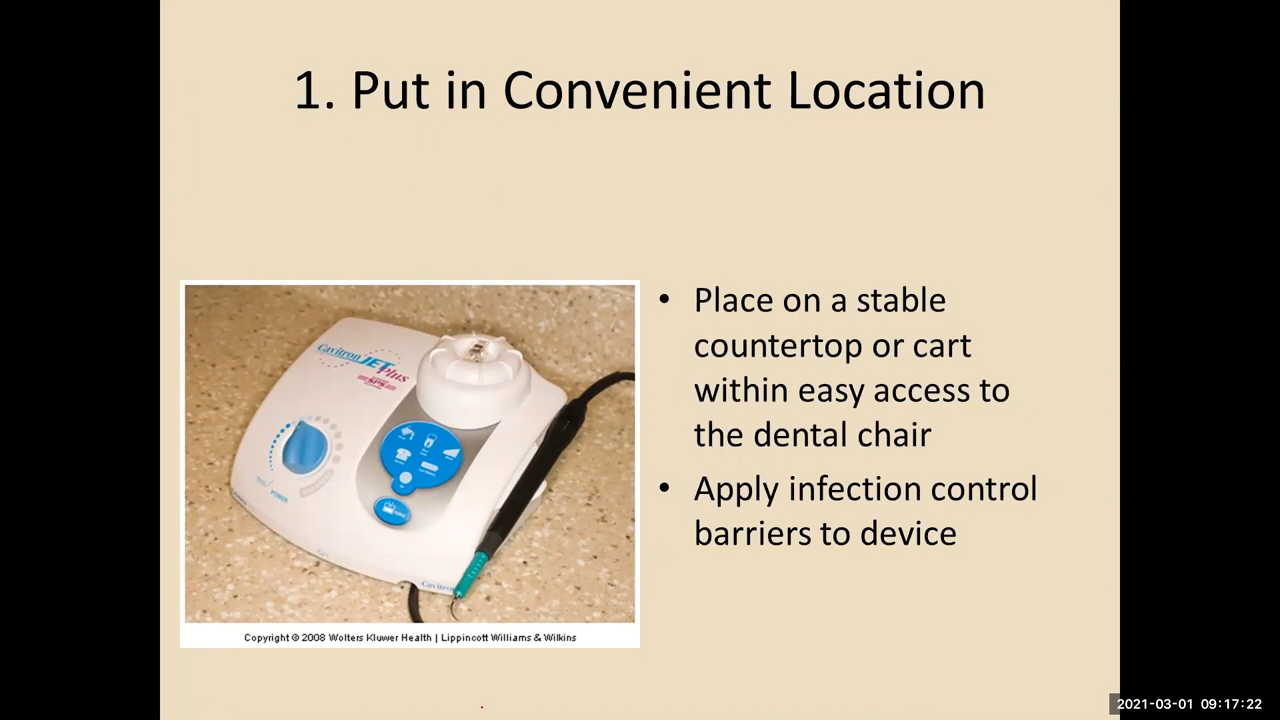 1. Put in Convenient Location
• Place on a stable
countertop or cart
within easy access to
the dental chair
• Apply infection control
barriers to device
Cavitron JET Plus
SPS
POWER
Cavitron
Copyright © 2008 Wolters Kluwer Health | Lippincott Williams & Wilkins
2021-03-01 09:17:22